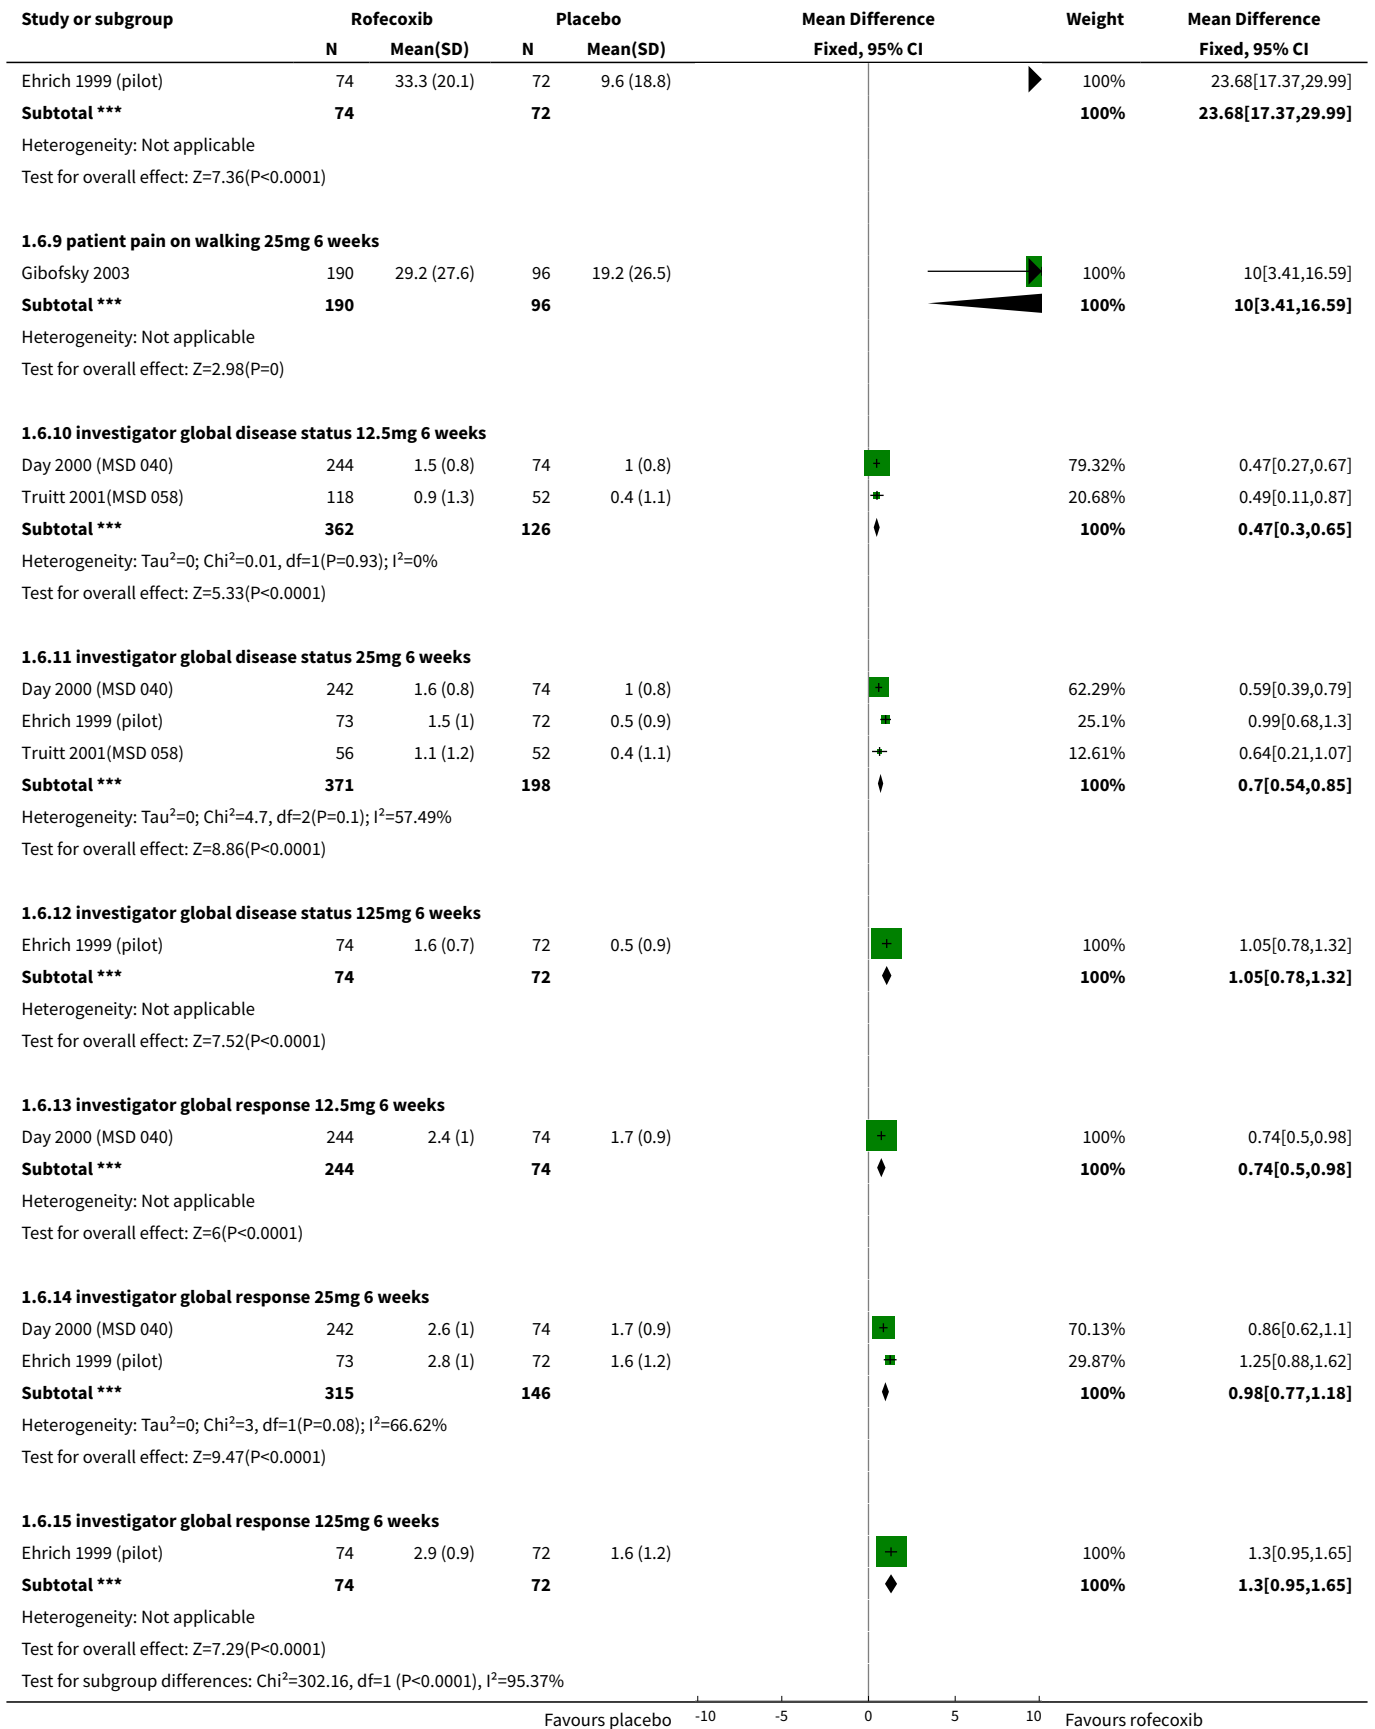 Study or subgroup Rofecoxib Placebo Mean Difference Weight Mean Difference
N Mean(SD) N Mean(SD) Fixed, 95% CI Fixed, 95% CI
Ehrich 1999 (pilot) 74 33.3 (20.1) 72 9.6 (18.8) 100% 23.68[17.37,29.99]
Subtotal *** 74 72 100% 23.68[17.37,29.99]
Heterogeneity: Not applicable
Test for overall effect: Z=7.36(P<0.0001)
1.6.9 patient pain on walking 25mg 6 weeks
Gibofsky 2003 190 29.2 (27.6) 96 19.2 (26.5) 100% 10[3.41,16.59]
Subtotal *** 190 96 100% 10[3.41,16.59]
Heterogeneity: Not applicable
Test for overall effect: Z=2.98(P=0)
1.6.10 investigator global disease status 12.5mg 6 weeks
Day 2000 (MSD 040) 244 1.5 (0.8) 74 1 (0.8) 79.32% 0.47[0.27,0.67]
Truitt 2001(MSD 058) 118 0.9 (1.3) 52 0.4 (1.1) 20.68% 0.49[0.11,0.87]
Subtotal *** 362 126 100% 0.47[0.3,0.65]
Heterogeneity: Tau²=0; Chi²=0.01, df=1(P=0.93); I²=0%
Test for overall effect: Z=5.33(P<0.0001)
1.6.11 investigator global disease status 25mg 6 weeks
Day 2000 (MSD 040) 242 1.6 (0.8) 74 1 (0.8) 62.29% 0.59[0.39,0.79]
Ehrich 1999 (pilot) 73 1.5 (1) 72 0.5 (0.9) 25.1% 0.99[0.68,1.3]
Truitt 2001(MSD 058) 56 1.1 (1.2) 52 0.4 (1.1) 12.61% 0.64[0.21,1.07]
Subtotal *** 371 198 100% 0.7[0.54,0.85]
Heterogeneity: Tau²=0; Chi²=4.7, df=2(P=0.1); I²=57.49%
Test for overall effect: Z=8.86(P<0.0001)
1.6.12 investigator global disease status 125mg 6 weeks
Ehrich 1999 (pilot) 74 1.6 (0.7) 72 0.5 (0.9) 100% 1.05[0.78,1.32]
Subtotal *** 74 72 100% 1.05[0.78,1.32]
Heterogeneity: Not applicable
Test for overall effect: Z=7.52(P<0.0001)
1.6.13 investigator global response 12.5mg 6 weeks
Day 2000 (MSD 040) 244 2.4 (1) 74 1.7 (0.9) 100% 0.74[0.5,0.98]
Subtotal *** 244 74 100% 0.74[0.5,0.98]
Heterogeneity: Not applicable
Test for overall effect: Z=6(P<0.0001)
1.6.14 investigator global response 25mg 6 weeks
Day 2000 (MSD 040) 242 2.6 (1) 74 1.7 (0.9) 70.13% 0.86[0.62,1.1]
Ehrich 1999 (pilot) 73 2.8 (1) 72 1.6 (1.2) 29.87% 1.25[0.88,1.62]
Subtotal *** 315 146 100% 0.98[0.77,1.18]
Heterogeneity: Tau²=0; Chi²=3, df=1(P=0.08); I²=66.62%
Test for overall effect: Z=9.47(P<0.0001)
1.6.15 investigator global response 125mg 6 weeks
Ehrich 1999 (pilot) 74 2.9 (0.9) 72 1.6 (1.2) 100% 1.3[0.95,1.65]
Subtotal *** 74 72 100% 1.3[0.95,1.65]
Heterogeneity: Not applicable
Test for overall effect: Z=7.29(P<0.0001)
Test for subgroup differences: Chi²=302.16, df=1 (P<0.0001), I²=95.37%
Favours placebo -10 -5 0 5 10 Favours rofecoxib